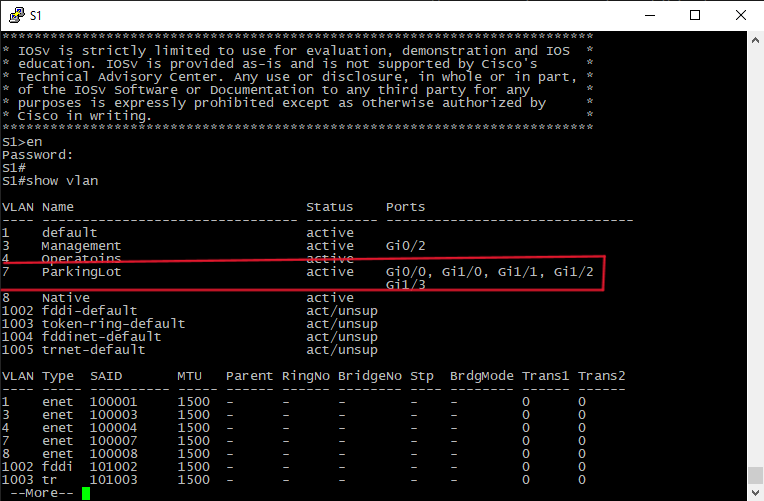 S1
******************************************************************************
* IOSv is strictly limited to use for evaluation, demonstration and IOS  *
* education. IOSv is provided as-is and is not supported by Cisco's      *
* Technical Advisory Center. Any use or disclosure, in whole or in part, *
* of the IOSv Software or Documentation to any third party for any       *
* purposes is expressly prohibited except as otherwise authorized by     *
* Cisco in writing.                                                      *
******************************************************************************
S1>en
Password:
S1#
S1#show vlan
VLAN Name                             Status    Ports
---- -------------------------------- --------- -------------------------------
1    default                          active
3    Management                       active    Gi0/2
4    Operatoins                       active
7    ParkingLot                       active    Gi0/0, Gi1/0, Gi1/1, Gi1/2
                                                Gi1/3
8    Native                           active
1002 fddi-default                     act/unsup
1003 token-ring-default               act/unsup
1004 fddinet-default                  act/unsup
1005 trnet-default                    act/unsup
VLAN Type  SAID       MTU   Parent RingNo BridgeNo Stp  BrdgMode Trans1 Trans2
---- ----- ---------- ----- ------ ------ -------- ---- -------- ------ ------
1    enet  100001     1500  -      -      -        -    -        0      0
3    enet  100003     1500  -      -      -        -    -        0      0
4    enet  100004     1500  -      -      -        -    -        0      0
7    enet  100007     1500  -      -      -        -    -        0      0
8    enet  100008     1500  -      -      -        -    -        0      0
1002 fddi  101002     1500  -      -      -        -    -        0      0
1003 tr    101003     1500  -      -      -        -    -        0      0
 --More--